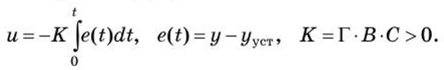 u = –K ∫₀ᵗ e(t)dt, e(t) = y – y_уст, K = Г · B · C > 0.